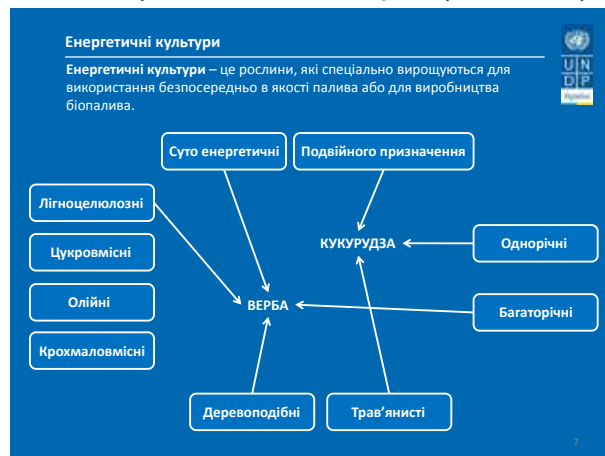 Енергетичні культури
Енергетичні культури – це рослини, які спеціально вирощуються для
використання безпосередньо в якості палива або для виробництва
біопалива.
U N
D P
Суто енергетичні
Подвійного призначення
Лігноцелюлозні
КУКУРУДЗА
Однорічні
Цукровмісні
Олійні
ВЕРБА
Багаторічні
Крохмаловмісні
Деревоподібні
Трав’янисті
7